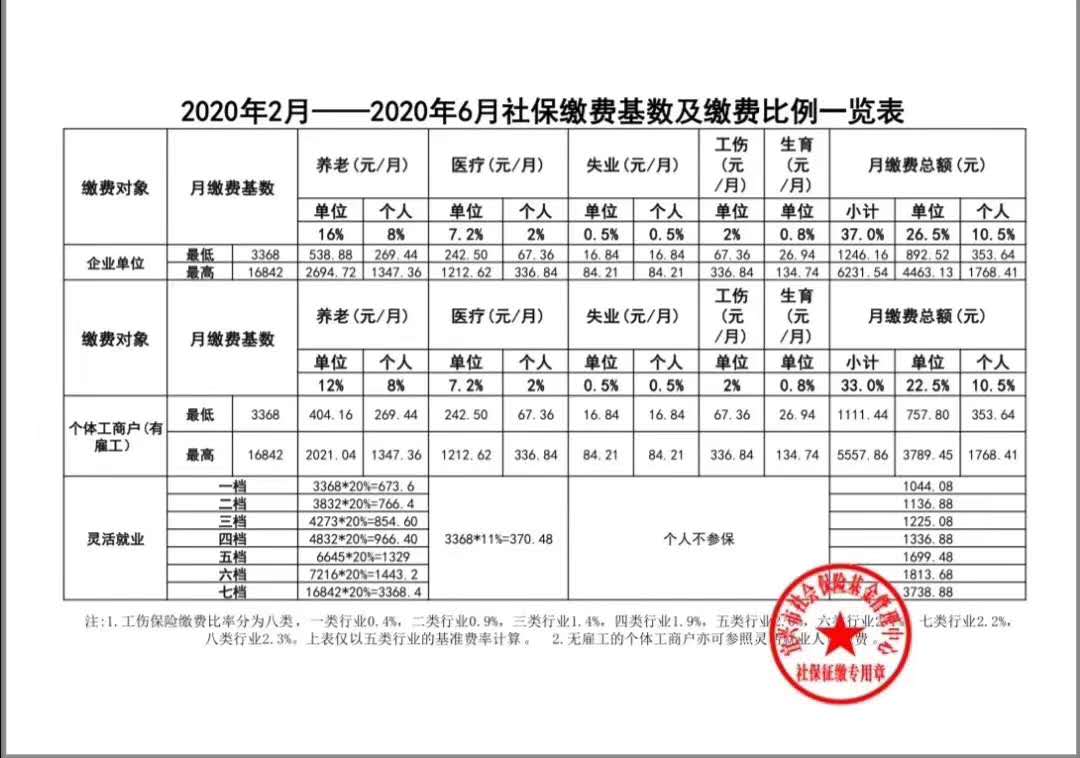 2020年2月——2020年6月社保缴费基数及缴费比例一览表
缴费对象 月缴费基数 养老(元/月) 医疗(元/月) 失业(元/月) 工伤(元/月) 生育(元/月) 月缴费总额(元)
单位 个人 单位 个人 单位 个人 单位 单位 小计 单位 个人
16% 8% 7.2% 2% 0.5% 0.5% 2% 0.8% 37.0% 26.5% 10.5%
企业单位 最低 3368 538.88 269.44 242.50 67.36 16.84 16.84 67.36 26.94 1246.16 892.52 353.64
最高 16842 2694.72 1347.36 1212.62 336.84 84.21 84.21 336.84 134.74 6231.54 4463.13 1768.41
缴费对象 月缴费基数 养老(元/月) 医疗(元/月) 失业(元/月) 工伤(元/月) 生育(元/月) 月缴费总额(元)
单位 个人 单位 个人 单位 个人 单位 单位 小计 单位 个人
12% 8% 7.2% 2% 0.5% 0.5% 2% 0.8% 33.0% 22.5% 10.5%
个体工商户(有雇工) 最低 3368 404.16 269.44 242.50 67.36 16.84 16.84 67.36 26.94 1111.44 757.80 353.64
最高 16842 2021.04 1347.36 1212.62 336.84 84.21 84.21 336.84 134.74 5557.86 3789.45 1768.41
灵活就业 一档 3368*20%=673.6 3368*11%=370.48 个人不参保 1044.08
二档 3832*20%=766.4 1136.88
三档 4273*20%=854.60 1225.08
四档 4832*20%=966.40 1336.88
五档 6645*20%=1329 1699.48
六档 7216*20%=1443.2 1813.68
七档 16842*20%=3368.4 3738.88
注:1.工伤保险缴费比率分为八类，一类行业0.4%，二类行业0.9%，三类行业1.4%，四类行业1.9%，五类行业 六类行业 七类行业2.2%，
八类行业2.3%。上表仅以五类行业的基准费率计算。 2.无雇工的个体工商户亦可参照灵 业人 费。
市社会保险基金管理中心
社保征缴专用章